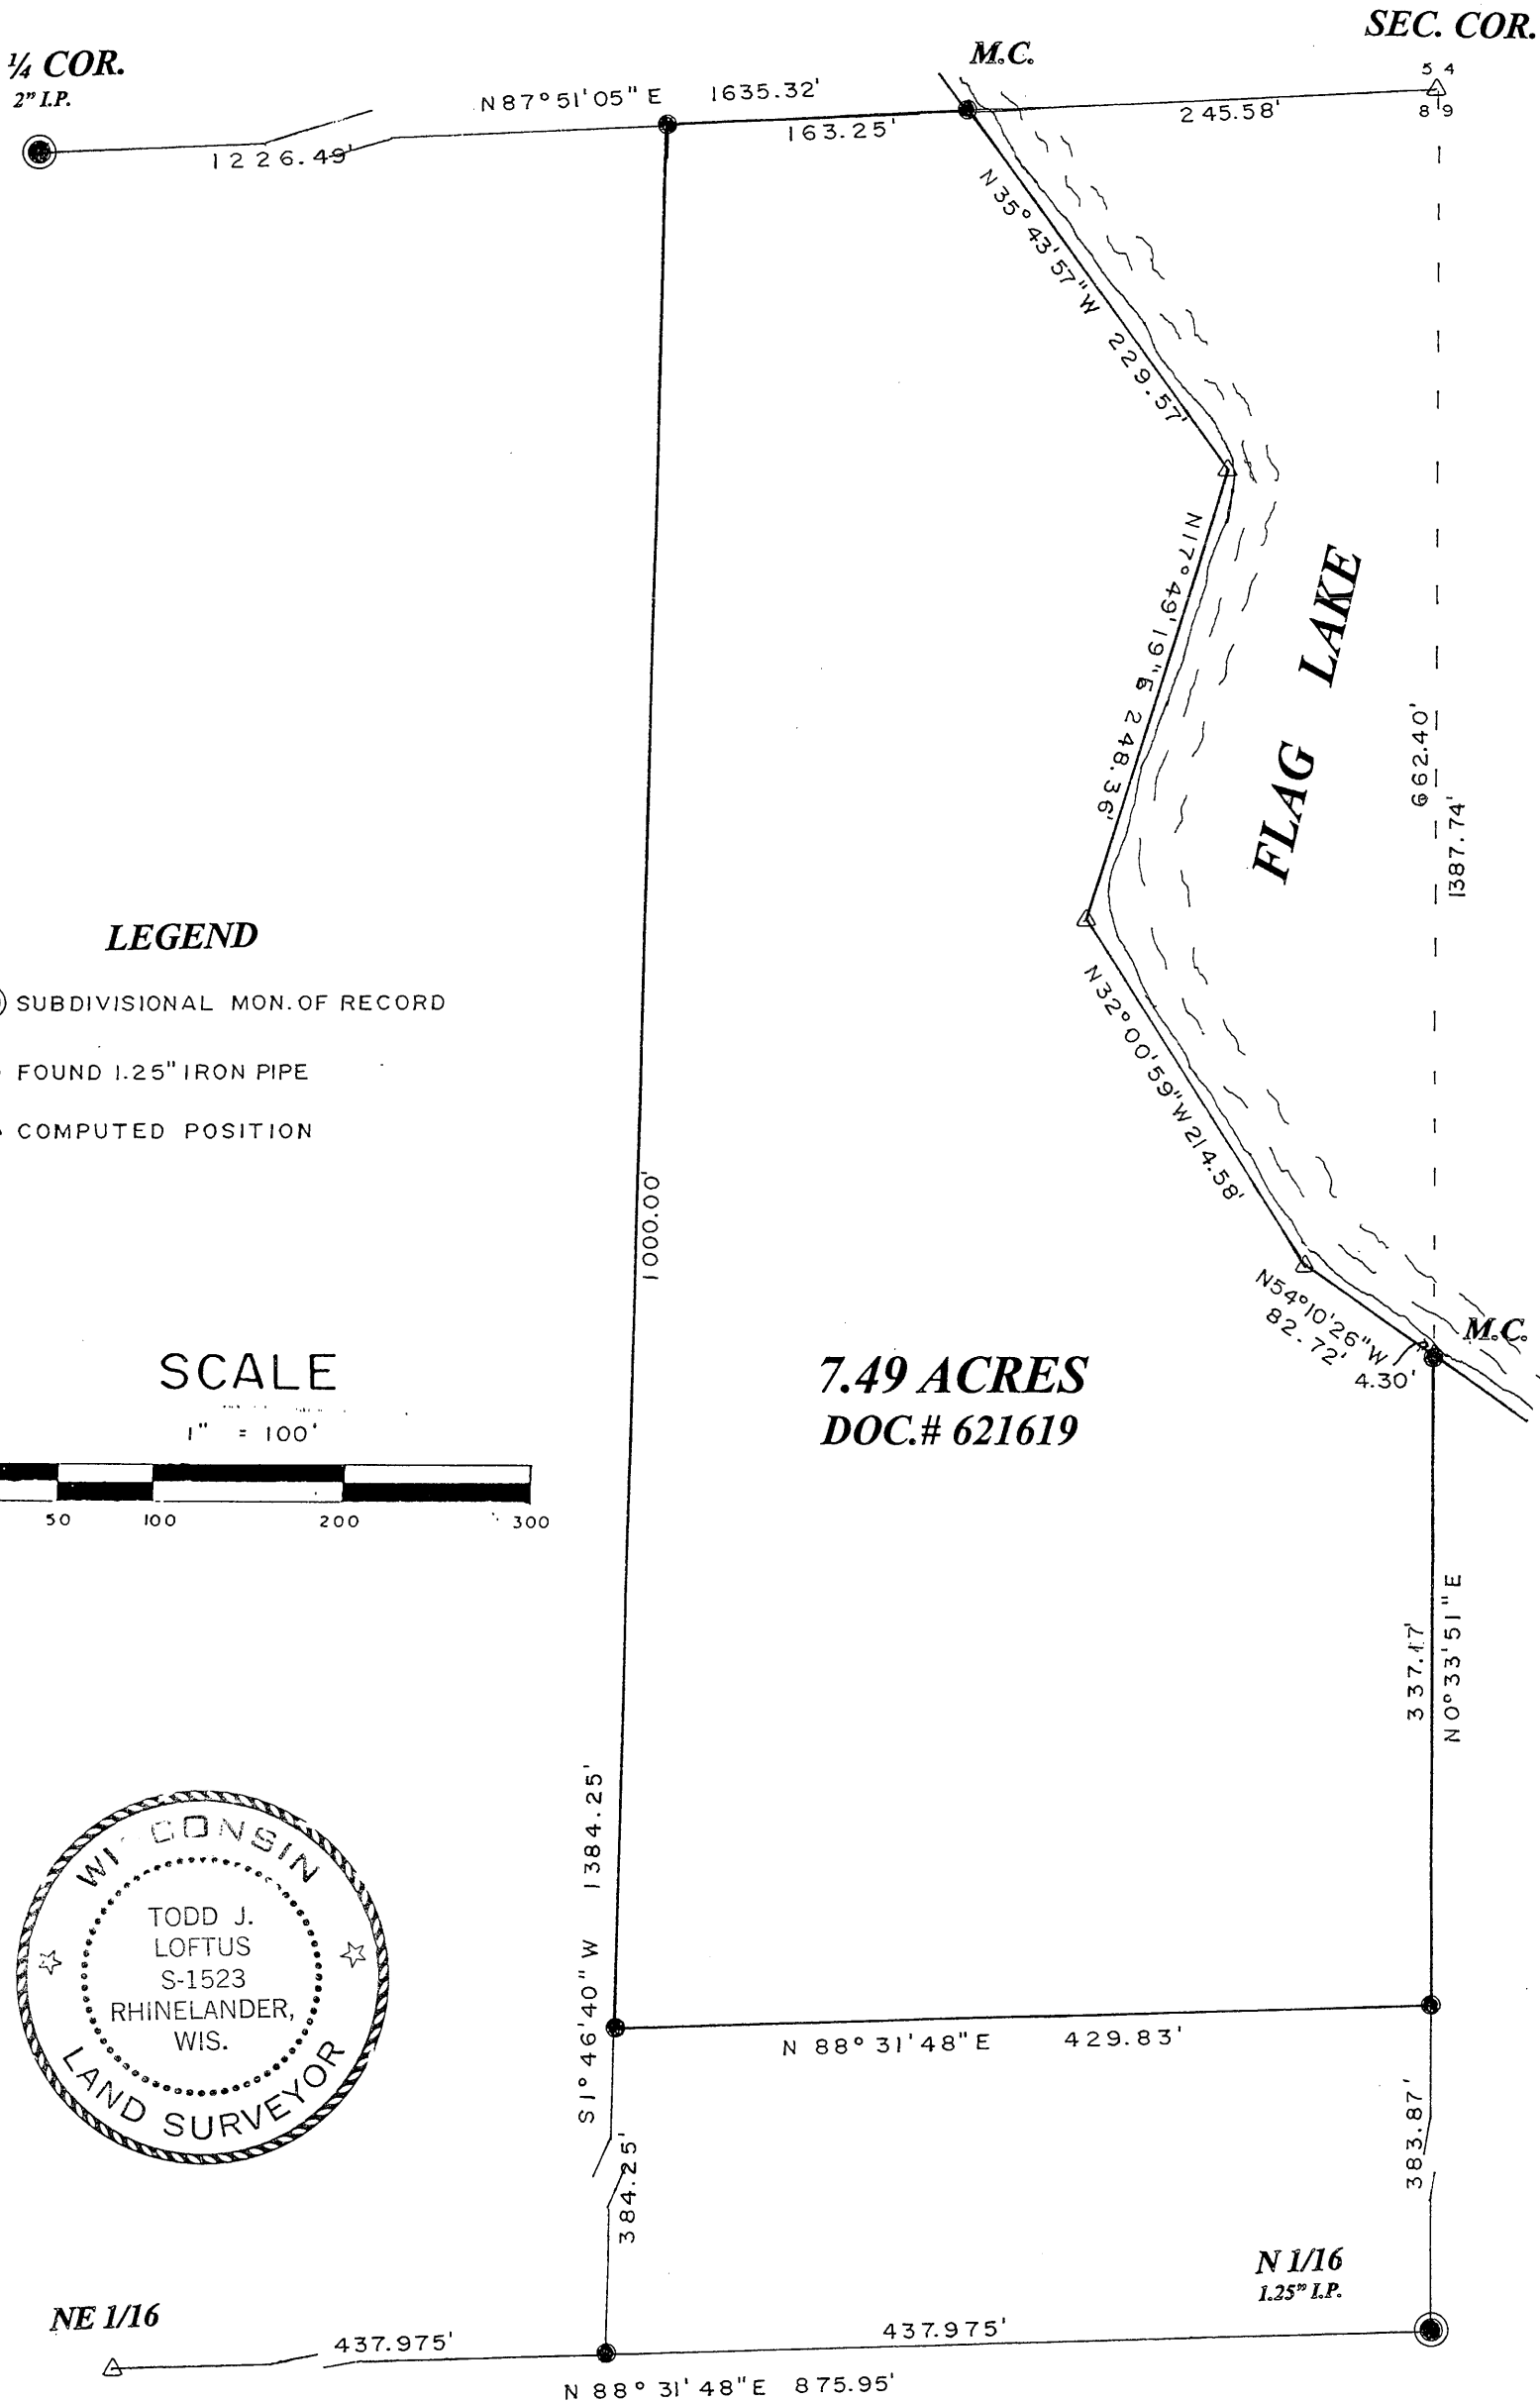 SEC. COR.
¼ COR.
2" I.P.
M.C.
5 4
8 9
N87°51'05" E 1635.32'
1226.49'
163.25'
245.58'
N35°43'57"W 229.57'
N17°49'19"E 248.36'
FLAG LAKE
662.40'
1387.74'
LEGEND
SUBDIVISIONAL MON. OF RECORD
FOUND 1.25" IRON PIPE
COMPUTED POSITION
N32°00'59"W 214.58'
1000.00'
N54°10'26"W
82.72'
4.30'
M.C.
SCALE
1" = 100'
50 100 200 300
7.49 ACRES
DOC.# 621619
337.17'
N0°33'51"E
S1°46'40"W 1384.25'
WISCONSIN
TODD J.
LOFTUS
S-1523
RHINELANDER,
WIS.
LAND SURVEYOR
N 88°31'48"E 429.83'
384.25'
383.87'
N 1/16
1.25" I.P.
NE 1/16
437.975'
437.975'
N 88°31'48"E 875.95'